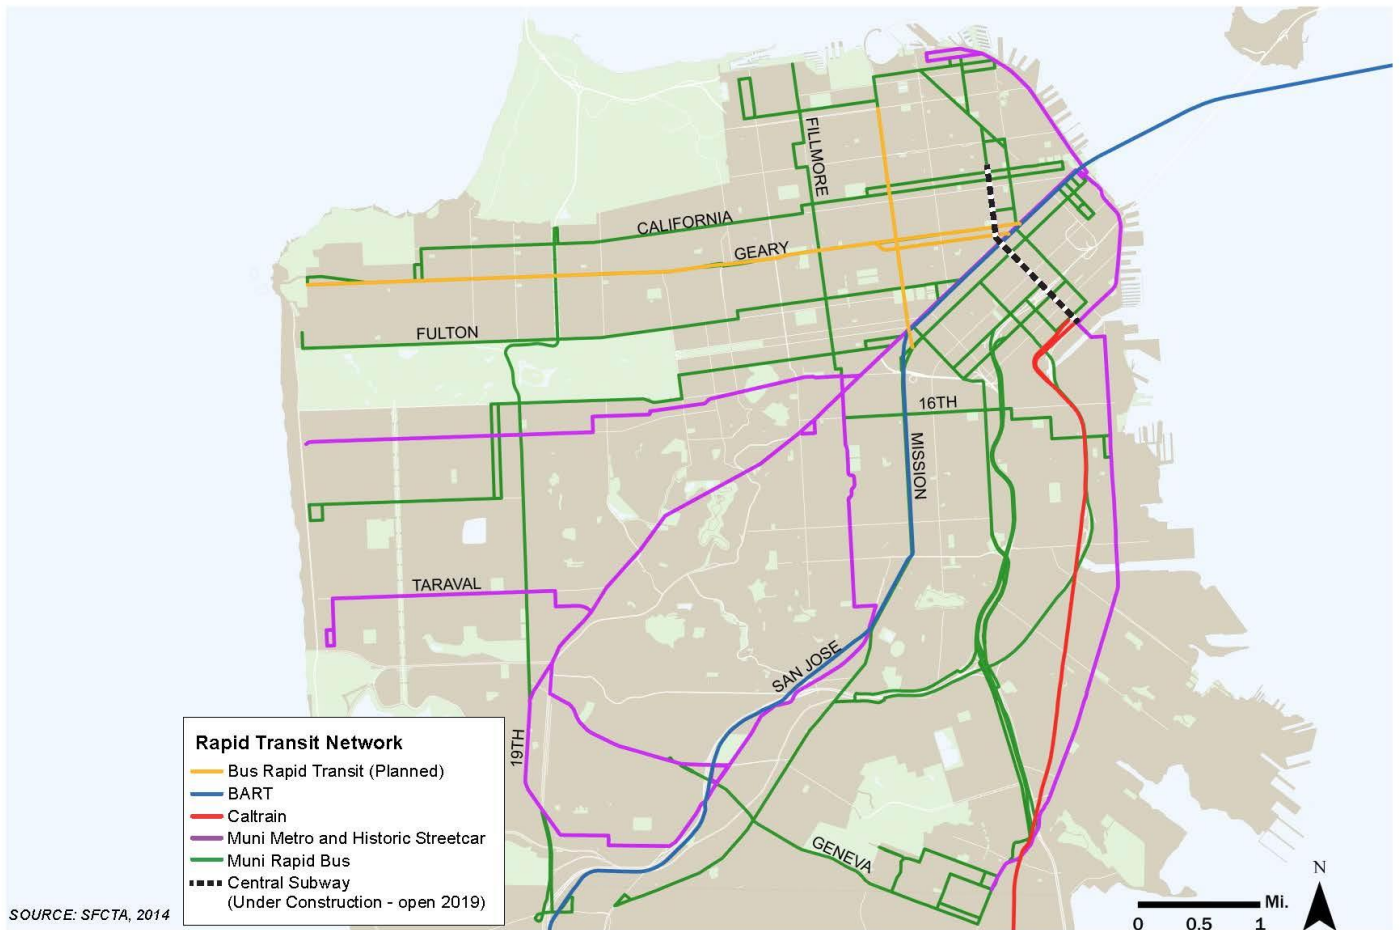 FILLMORE
CALIFORNIA
GEARY
FULTON
16TH
MISSION
TARAVAL
SAN JOSE
19TH
GENEVA
Rapid Transit Network
Bus Rapid Transit (Planned)
BART
Caltrain
Muni Metro and Historic Streetcar
Muni Rapid Bus
Central Subway
(Under Construction - open 2019)
SOURCE: SFCTA, 2014
N
Mi.
0 0.5 1